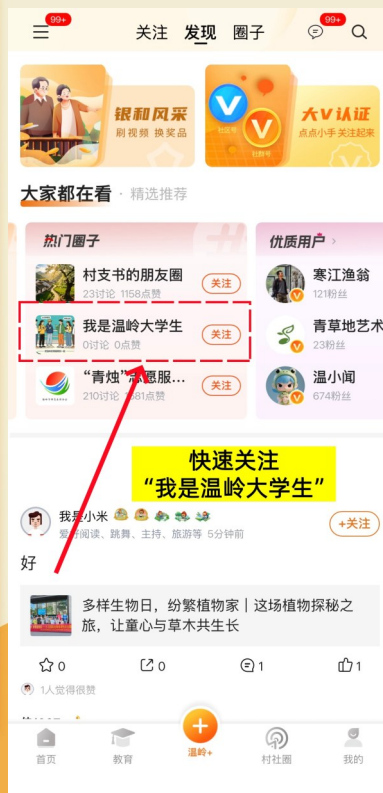 99+
99+
关注 发现 圈子
银和风采
刷视频 换奖品
社区号
社群号
大V认证
点点小手关注起来
大家都在看 · 精选推荐
热门圈子
村支书的朋友圈
23讨论 1158点赞
关注
我是温岭大学生
0讨论 0点赞
关注
210讨论
关注
优质用户
寒江渔翁
121粉丝
青草地艺术
23粉丝
温小闻
674粉丝
快速关注
“我是温岭大学生”
我是小米
阅读、跳舞、主持、旅游等 5分钟前
+关注
好
多样生物日，纷繁植物家｜这场植物探秘之
旅，让童心与草木共生长
0
0
1
1
1人觉得很赞
首页
教育
温岭+
村社圈
我的